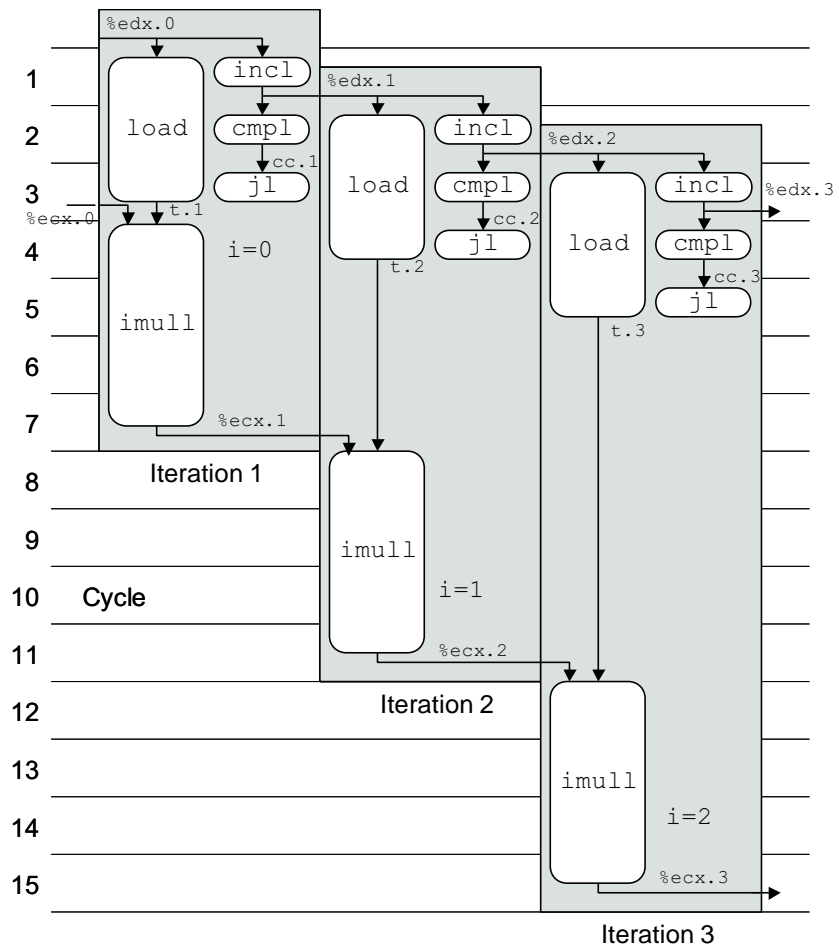 %edx.0
1
incl
%edx.1
load
2
cmpl
load
incl
%edx.2
cc.1
3
jl
cmpl
load
incl
%edx.3
%ecx.0
t.1
cc.2
4
i=0
jl
cmpl
t.2
cc.3
5
imull
jl
t.3
6
7
%ecx.1
8
Iteration 1
9
imull
10
Cycle
i=1
11
%ecx.2
12
Iteration 2
13
imull
14
i=2
15
%ecx.3
Iteration 3